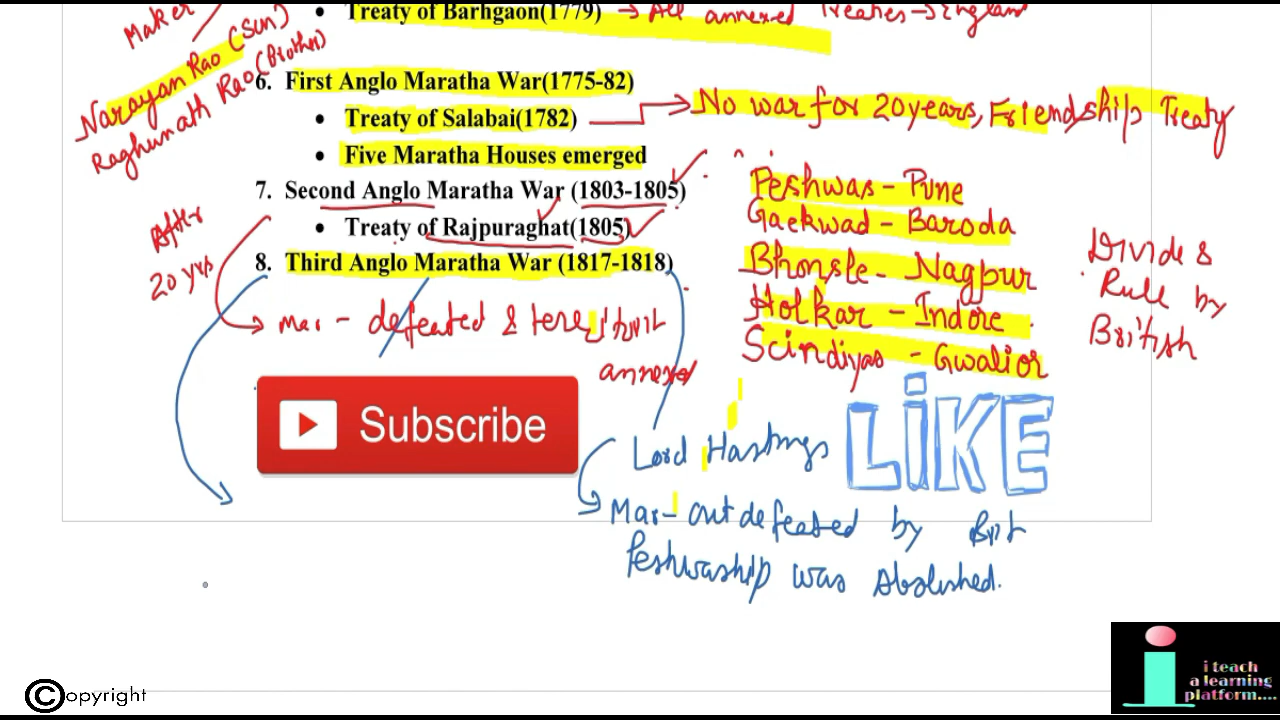 Maker
Treaty of Barhgaon(1779) → All annexed Treaties → England
Narayan Rao (Son)
Raghunath Rao (Brother)
6. First Anglo Maratha War(1775-82)
• Treaty of Salabai(1782) → No war for 20 years, Friendship Treaty
• Five Maratha Houses emerged
7. Second Anglo Maratha War (1803-1805)
• Treaty of Rajpuraghat(1805)
8. Third Anglo Maratha War (1817-1818)
Peshwas - Pune
Gaekwad - Baroda
Bhonsle - Nagpur
Holkar - Indore
Scindiyas - Gwalior
Divide &
Rule by
British
After
20 yrs
Mar - defeated &
annexed
Subscribe
LiKE
Lord Hastings
Mar - out defeated by Brit
Peshwaship was abolished.
Copyright
i teach
a learning
platform....